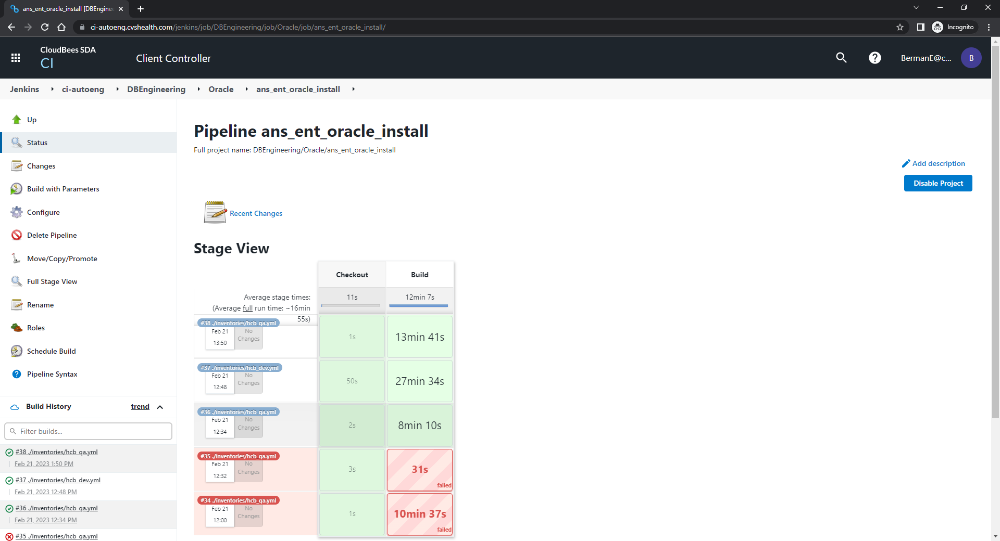 ans_ent_oracle_install [DBEngine
ci-autoeng.cvshealth.com/jenkins/job/DBEngineering/job/Oracle/job/ans_ent_oracle_install/
Incognito
CloudBees SDA
CI
Client Controller
BermanE@c...
B
Jenkins
ci-autoeng
DBEngineering
Oracle
ans_ent_oracle_install
Up
Status
Changes
Build with Parameters
Configure
Delete Pipeline
Move/Copy/Promote
Full Stage View
Rename
Roles
Schedule Build
Pipeline Syntax
Build History
trend
Filter builds...
#38 ./inventories/hcb_qa.yml
Feb 21, 2023 1:50 PM
#37 ./inventories/hcb_dev.yml
Feb 21, 2023 12:48 PM
#36 ./inventories/hcb_qa.yml
Feb 21, 2023 12:34 PM
#35 ./inventories/hcb_qa.yml
Pipeline ans_ent_oracle_install
Full project name: DBEngineering/Oracle/ans_ent_oracle_install
Add description
Disable Project
Recent Changes
Stage View
Checkout
Build
Average stage times:
(Average full run time: ~16min
55s)
11s
12min 7s
#38 ./inventories/hcb_qa.yml
Feb 21
13:50
No
Changes
1s
13min 41s
#37 ./inventories/hcb_dev.yml
Feb 21
12:48
No
Changes
50s
27min 34s
#36 ./inventories/hcb_qa.yml
Feb 21
12:34
No
Changes
2s
8min 10s
#35 ./inventories/hcb_qa.yml
Feb 21
12:32
No
Changes
3s
31s
failed
#34 ./inventories/hcb_qa.yml
Feb 21
12:00
No
Changes
1s
10min 37s
failed